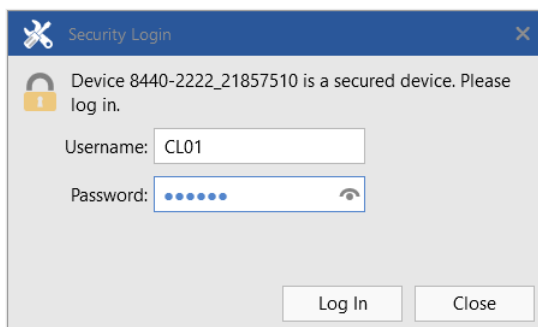 Security Login
Device 8440-2222_21857510 is a secured device. Please
log in.
Username: CL01
Password: ●●●●●●
Log In Close